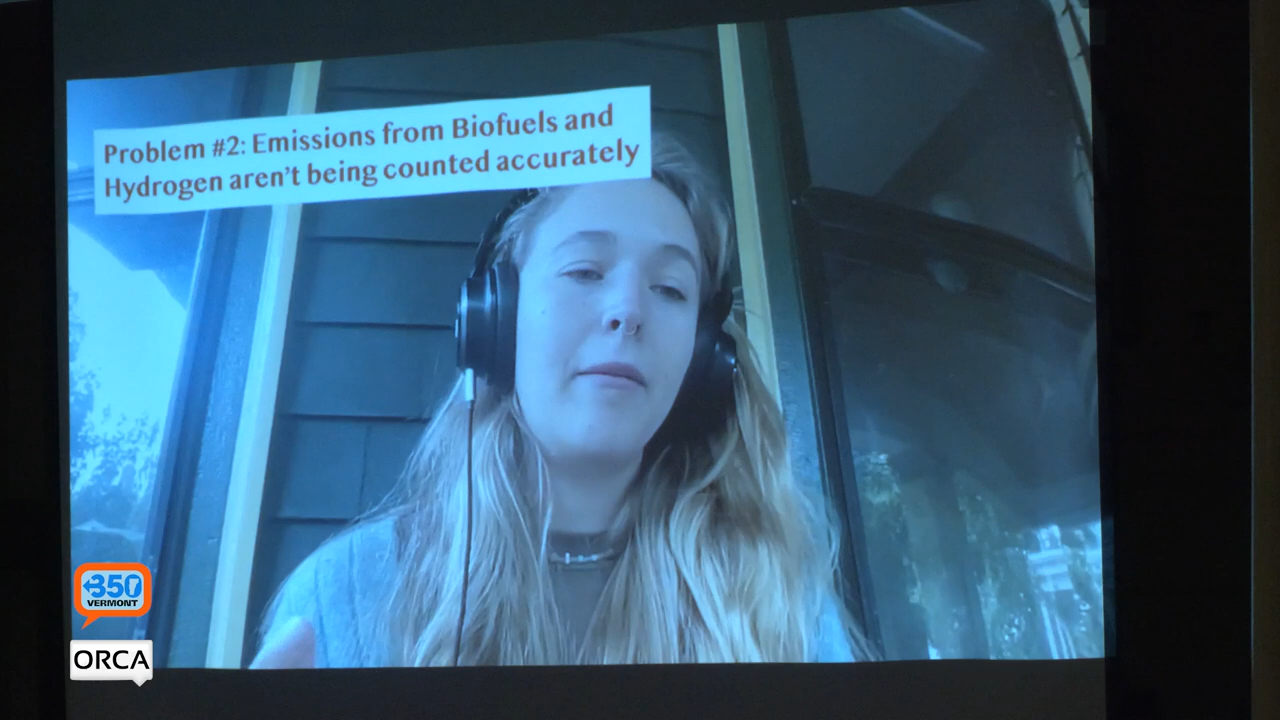 Problem #2: Emissions from Biofuels and
Hydrogen aren't being counted accurately
350
VERMONT
ORCA